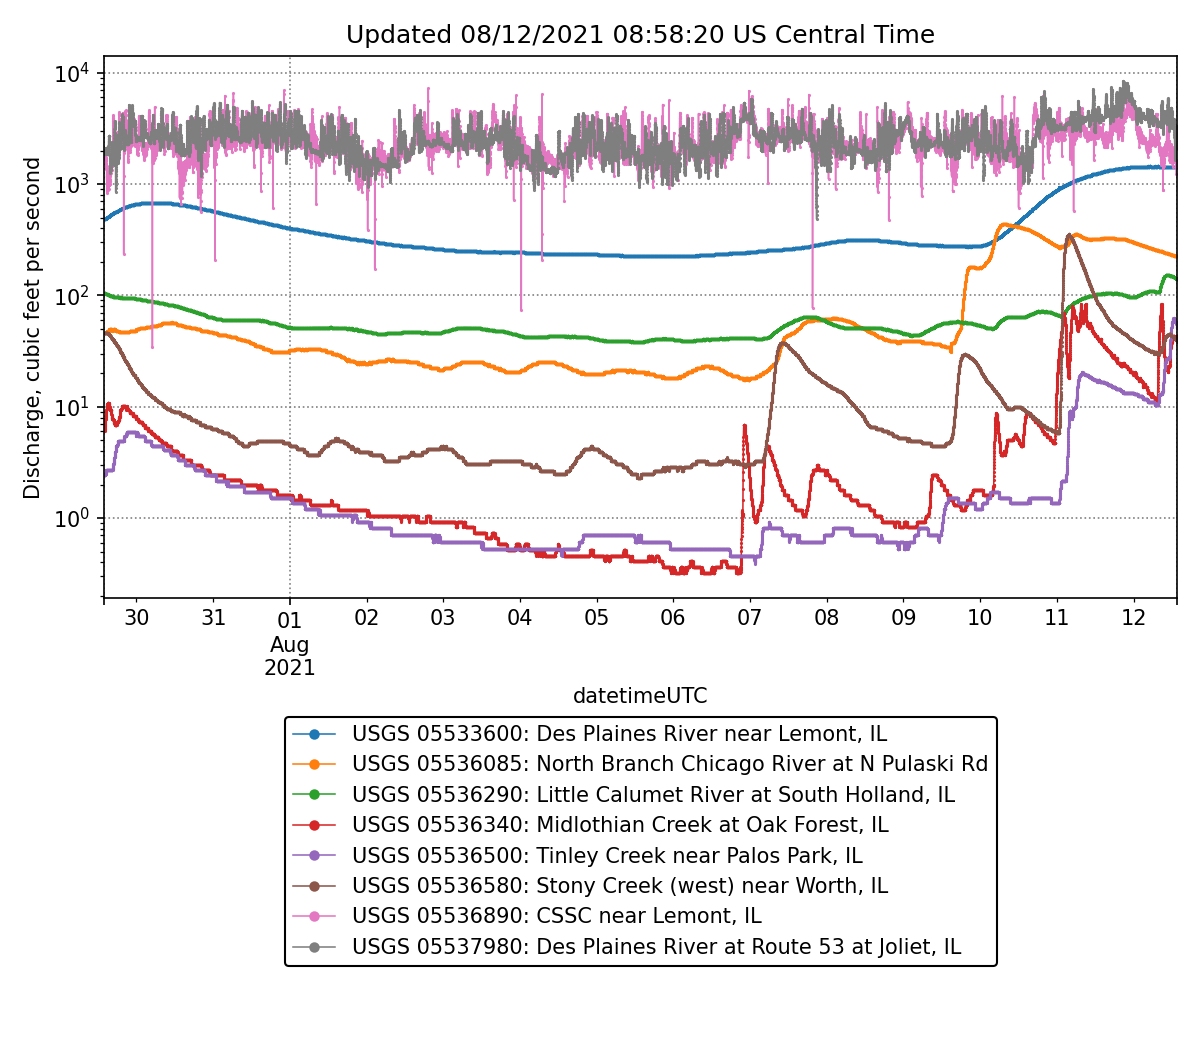 Updated 08/12/2021 08:58:20 US Central Time
Discharge, cubic feet per second
10⁴
10³
10²
10¹
10⁰
30 31 01 02 03 04 05 06 07 08 09 10 11 12
Aug
2021
datetimeUTC
USGS 05533600: Des Plaines River near Lemont, IL
USGS 05536085: North Branch Chicago River at N Pulaski Rd
USGS 05536290: Little Calumet River at South Holland, IL
USGS 05536340: Midlothian Creek at Oak Forest, IL
USGS 05536500: Tinley Creek near Palos Park, IL
USGS 05536580: Stony Creek (west) near Worth, IL
USGS 05536890: CSSC near Lemont, IL
USGS 05537980: Des Plaines River at Route 53 at Joliet, IL